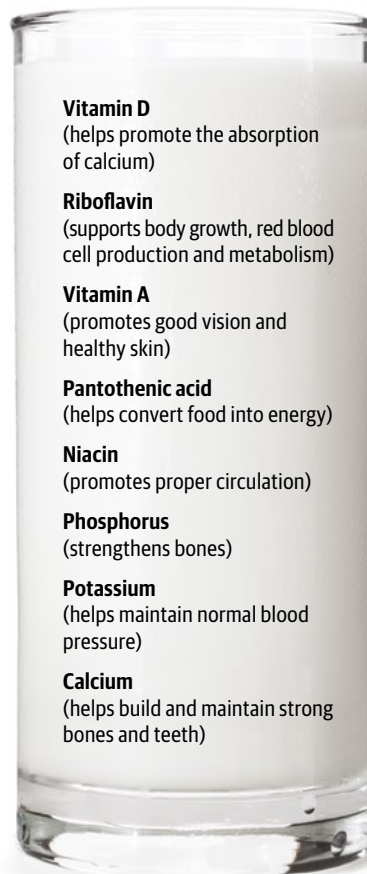 Vitamin D
(helps promote the absorption
of calcium)
Riboflavin
(supports body growth, red blood
cell production and metabolism)
Vitamin A
(promotes good vision and
healthy skin)
Pantothenic acid
(helps convert food into energy)
Niacin
(promotes proper circulation)
Phosphorus
(strengthens bones)
Potassium
(helps maintain normal blood
pressure)
Calcium
(helps build and maintain strong
bones and teeth)